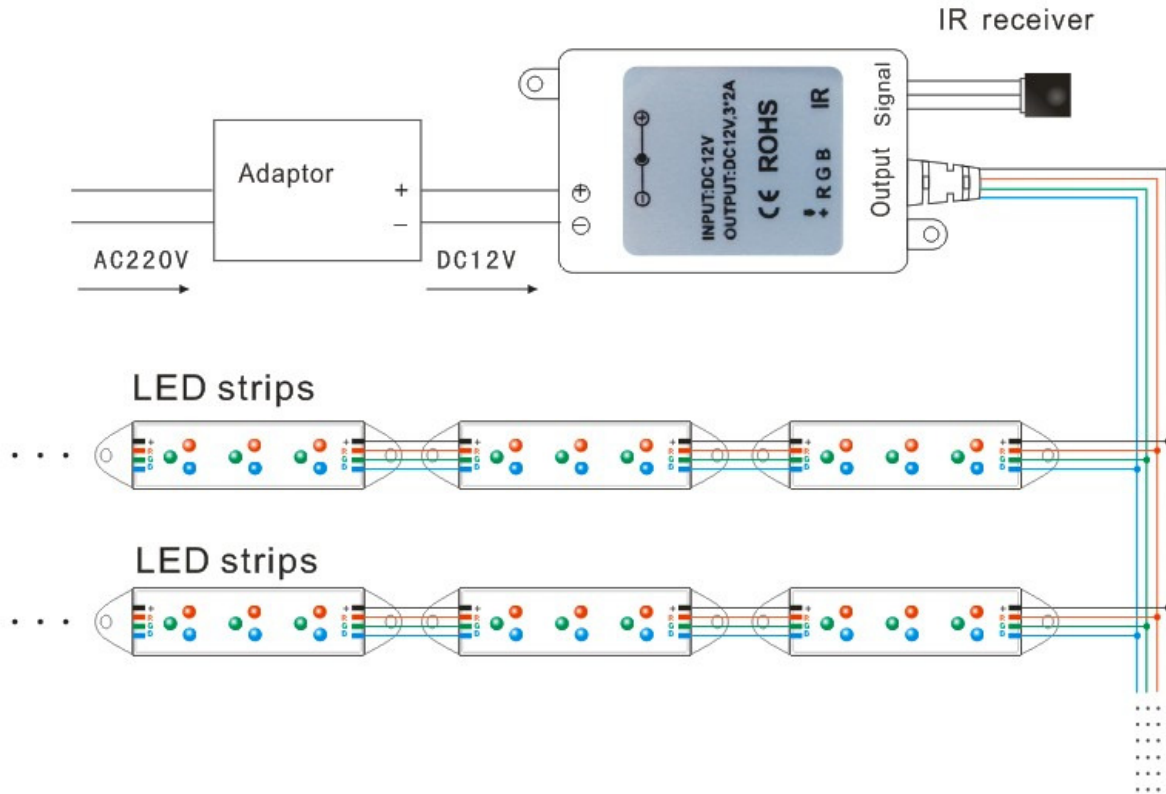 IR receiver
Adaptor
+
−
AC220V
DC12V
+
−
+
−
INPUT:DC12V
OUTPUT:DC12V,3*2A
CE ROHS
+ R G B IR
Output Signal
LED strips
+ + + + +
R R R R R
G G G G G
LED strips
+ + + + +
R R R R R
G G G G G